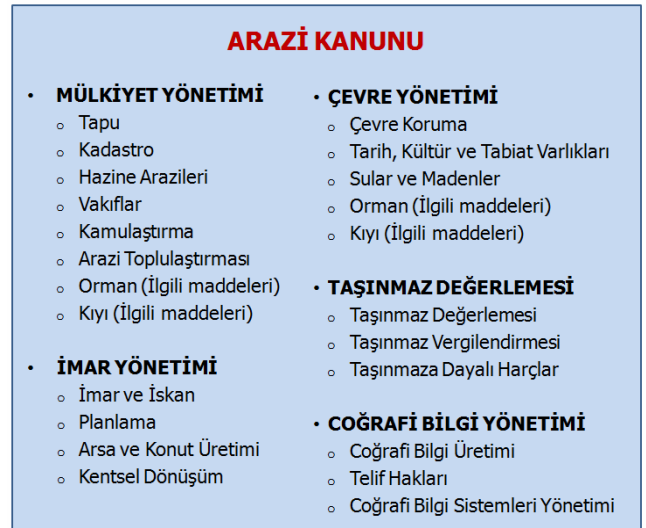 ARAZİ KANUNU
• MÜLKİYET YÖNETİMİ
o Tapu
o Kadastro
o Hazine Arazileri
o Vakıflar
o Kamulaştırma
o Arazi Toplulaştırması
o Orman (İlgili maddeleri)
o Kıyı (İlgili maddeleri)
• İMAR YÖNETİMİ
o İmar ve İskan
o Planlama
o Arsa ve Konut Üretimi
o Kentsel Dönüşüm
• ÇEVRE YÖNETİMİ
o Çevre Koruma
o Tarih, Kültür ve Tabiat Varlıkları
o Sular ve Madenler
o Orman (İlgili maddeleri)
o Kıyı (İlgili maddeleri)
• TAŞINMAZ DEĞERLEMESİ
o Taşınmaz Değerlemesi
o Taşınmaz Vergilendirmesi
o Taşınmaza Dayalı Harçlar
• COĞRAFİ BİLGİ YÖNETİMİ
o Coğrafi Bilgi Üretimi
o Telif Hakları
o Coğrafi Bilgi Sistemleri Yönetimi